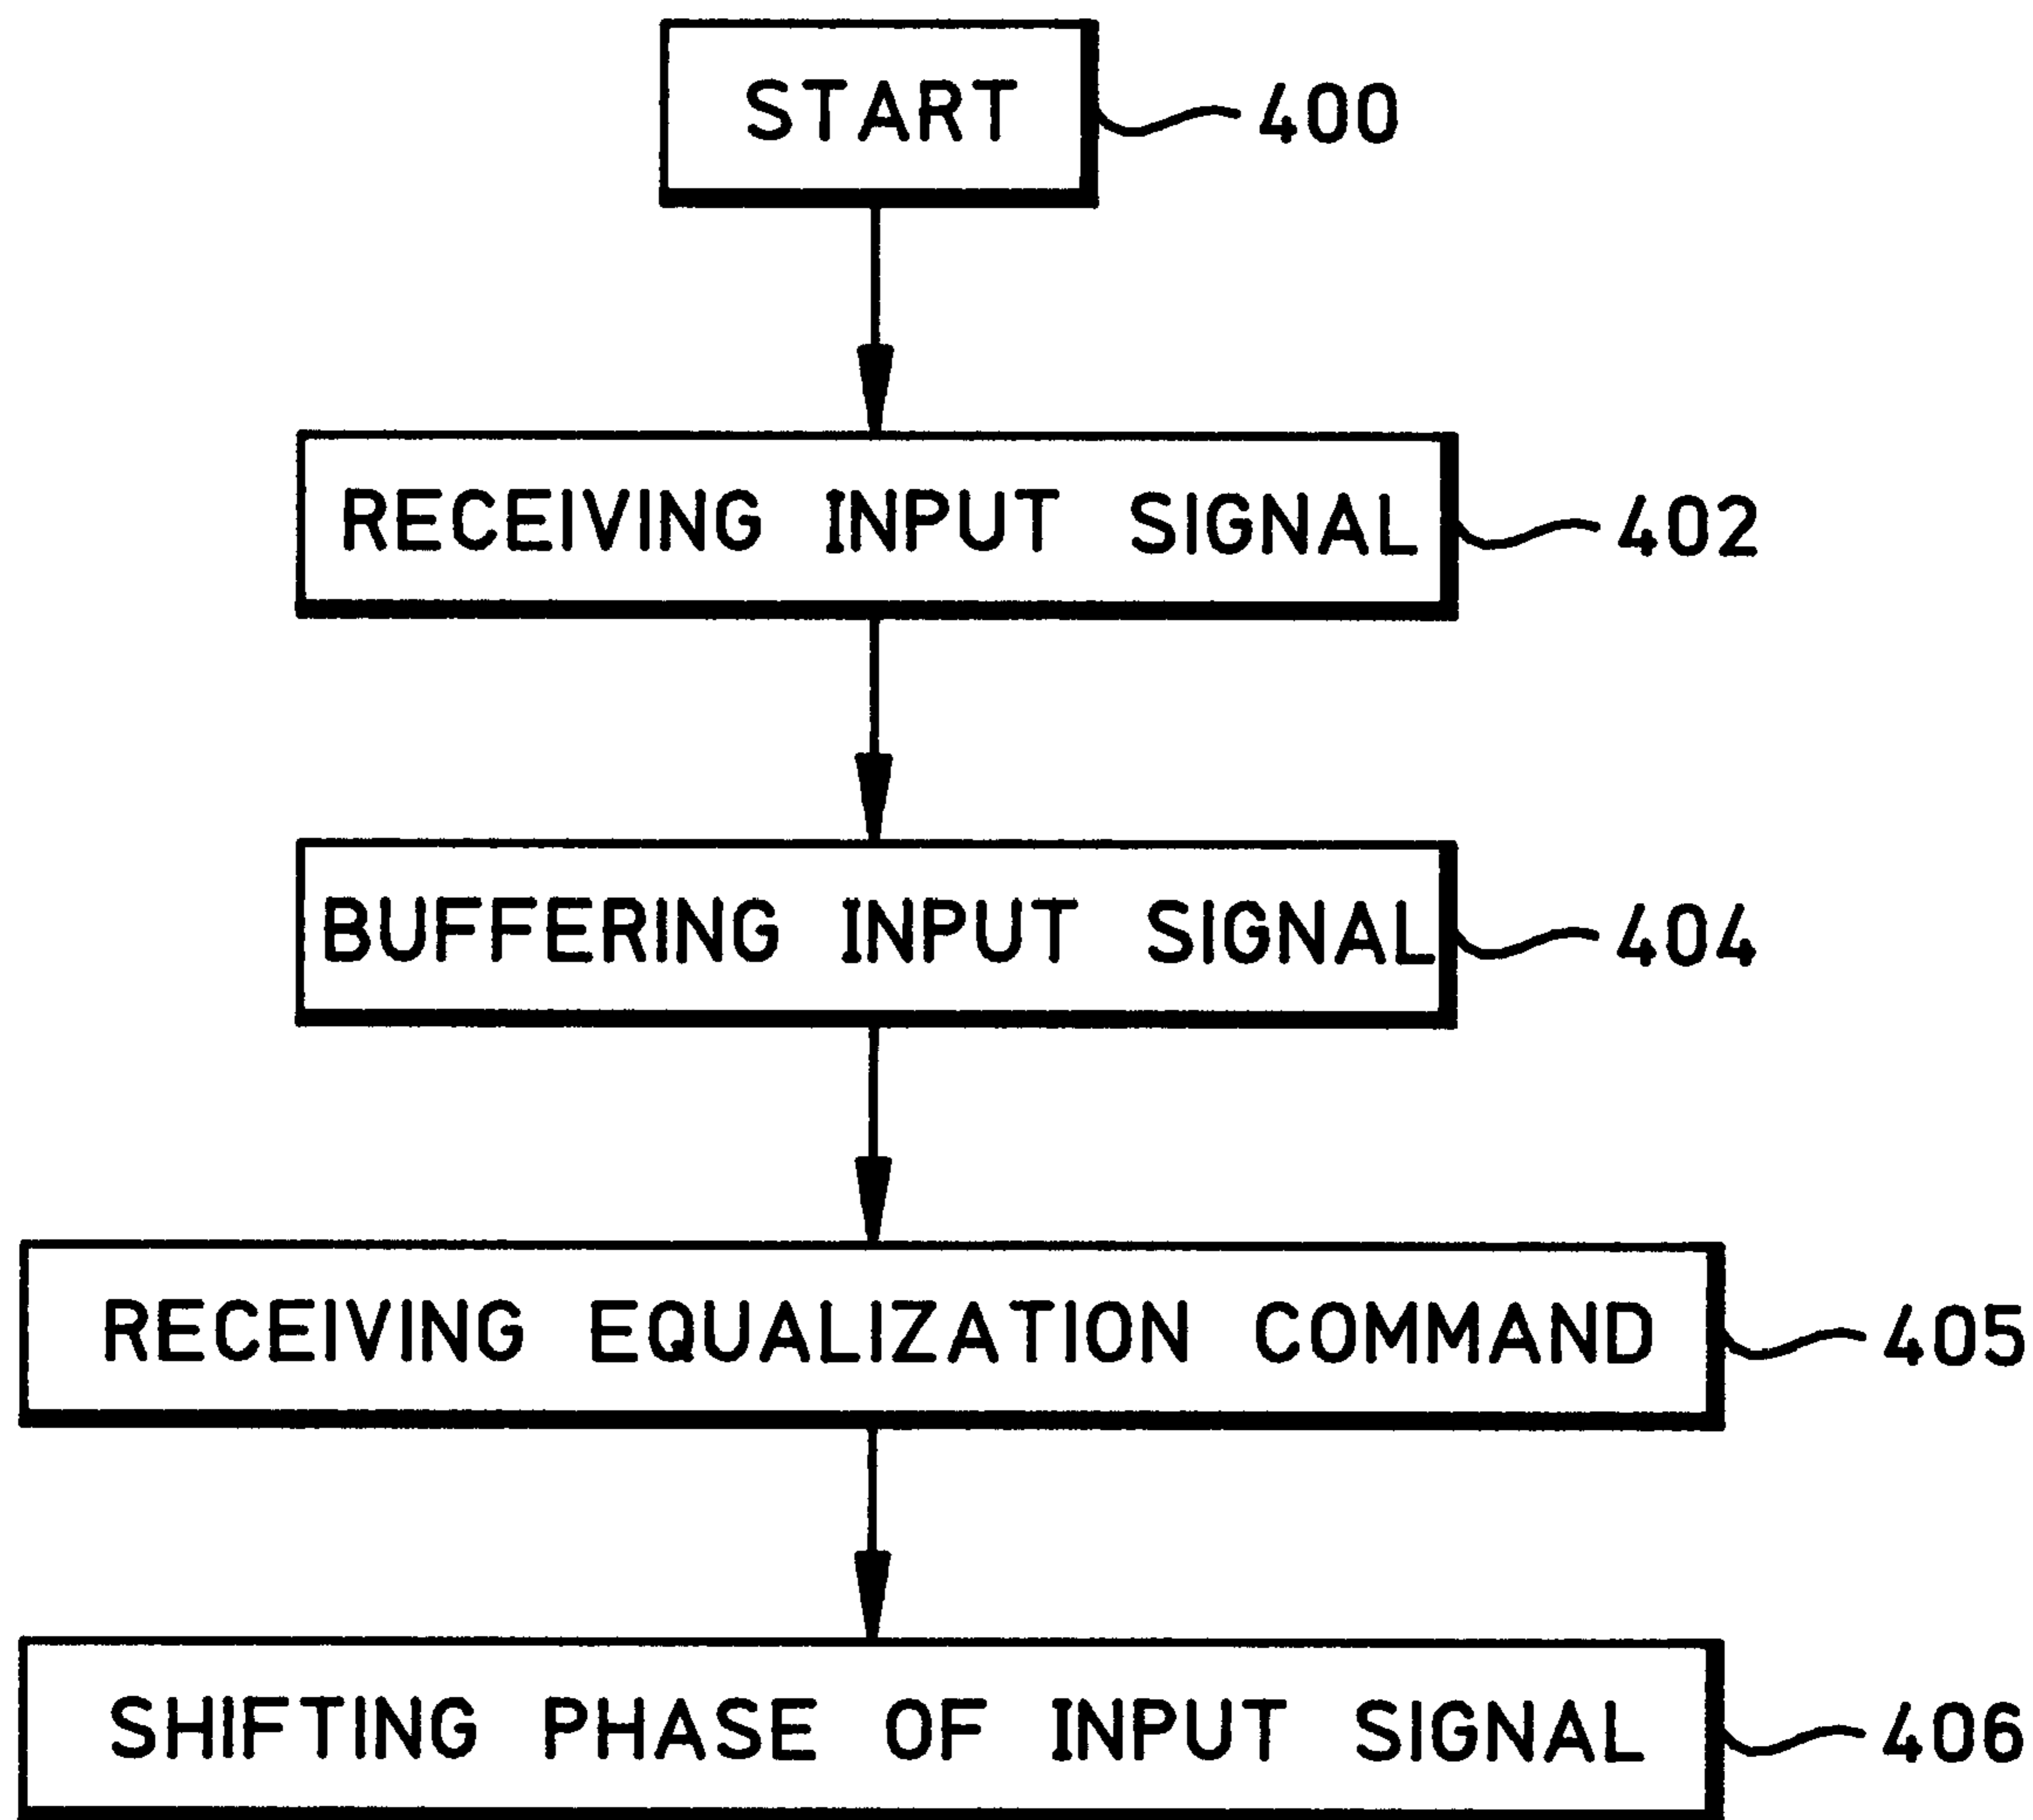 START 400
RECEIVING INPUT SIGNAL 402
BUFFERING INPUT SIGNAL 404
RECEIVING EQUALIZATION COMMAND 405
SHIFTING PHASE OF INPUT SIGNAL 406